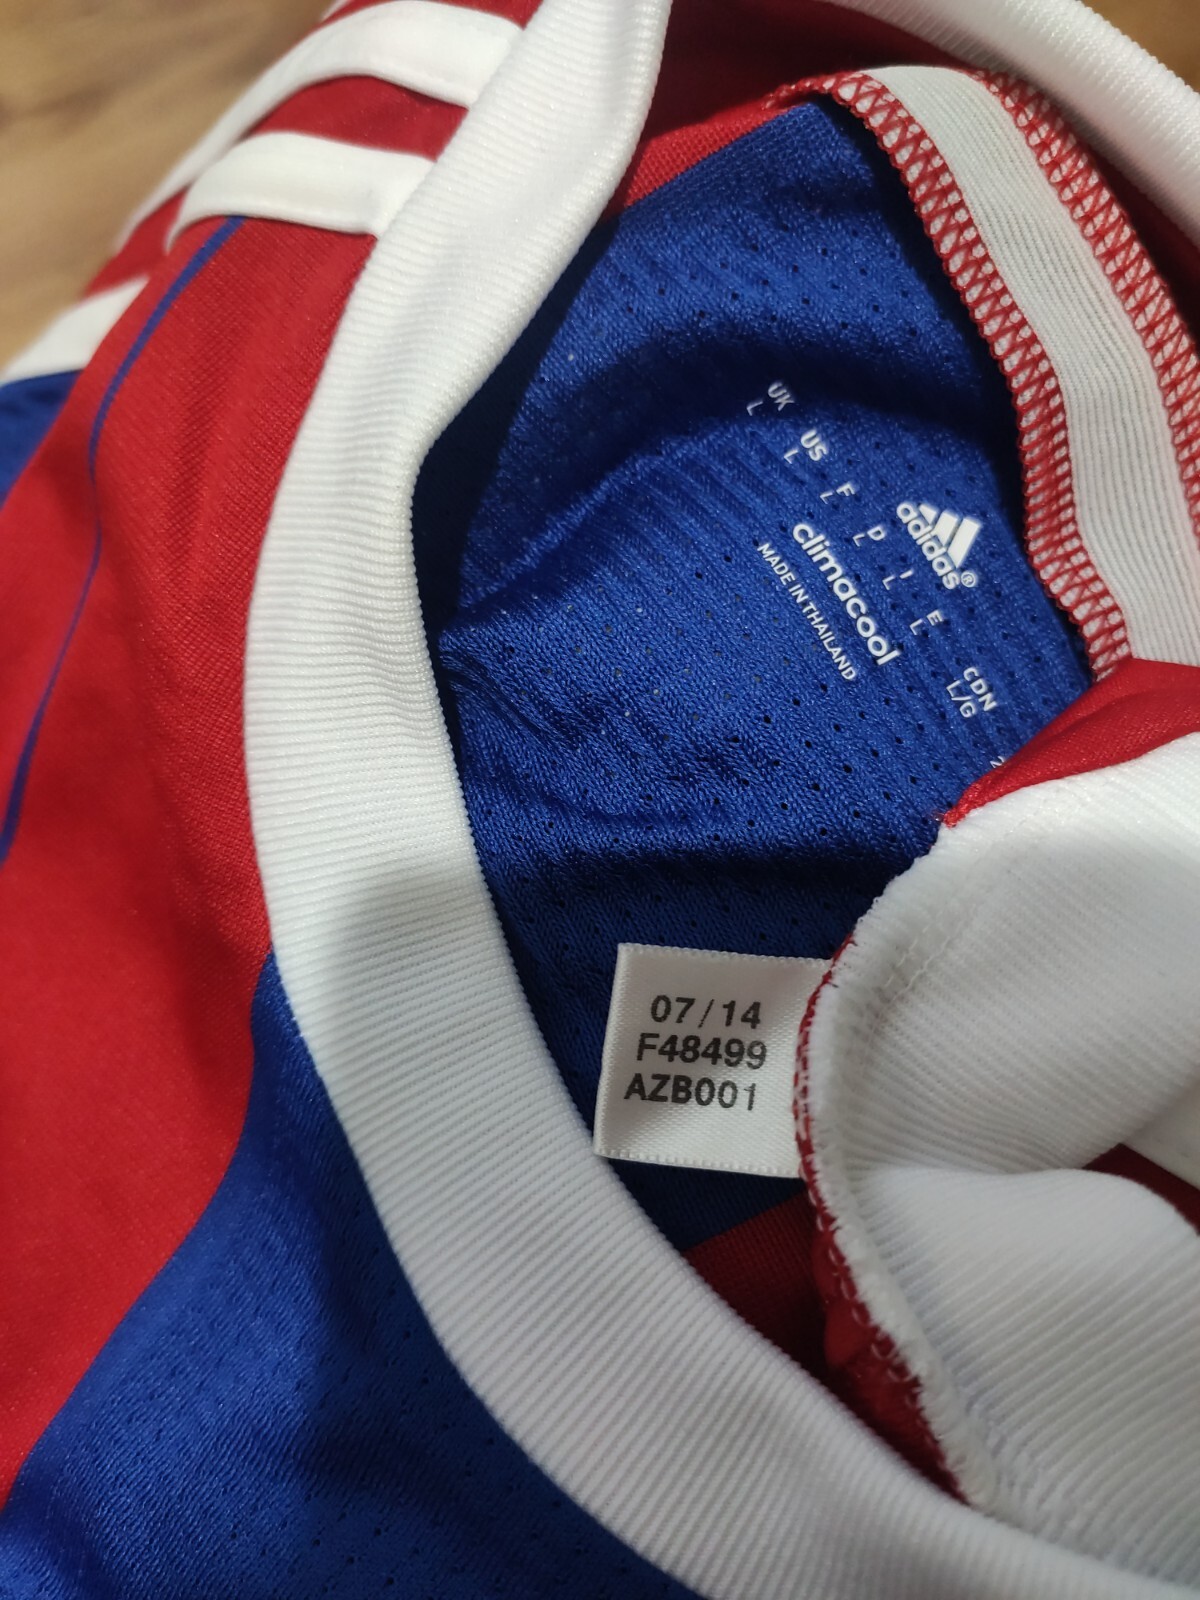 adidas®
UK US F D I E CDN
L L L L L L L/G
climacool
MADE IN THAILAND
07/14
F48499
AZB001